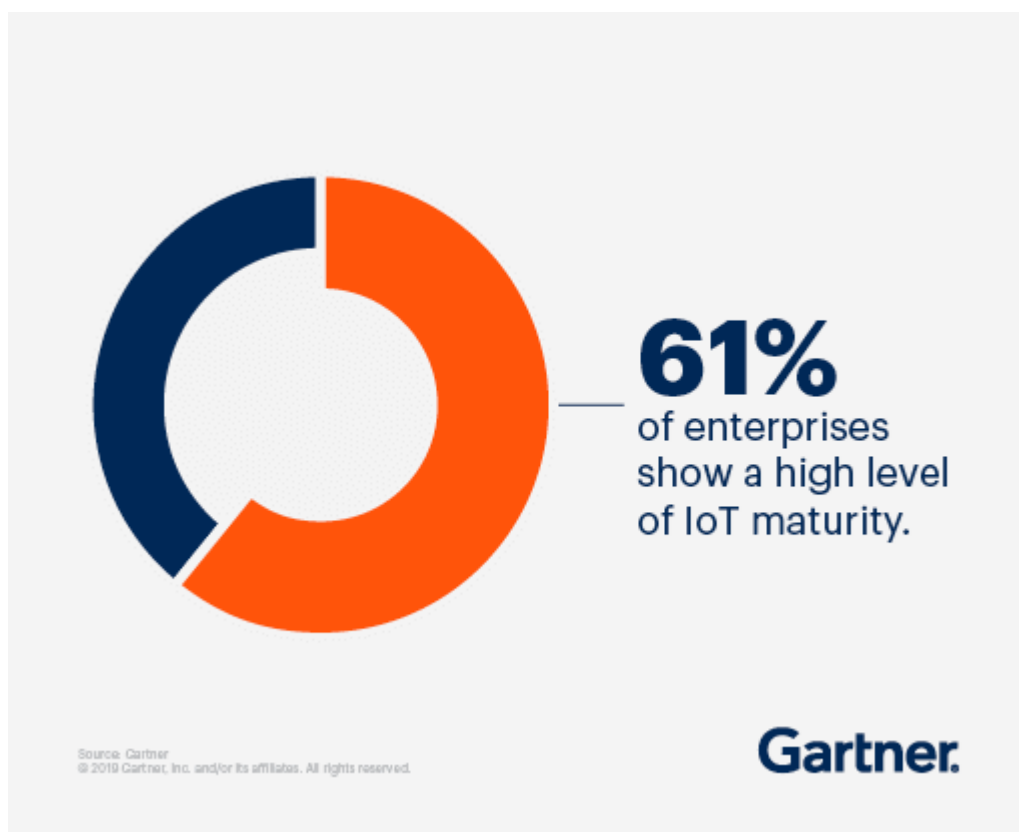 61%
of enterprises
show a high level
of IoT maturity.
Source: Gartner
© 2019 Gartner, Inc. and/or its affiliates. All rights reserved.
Gartner.